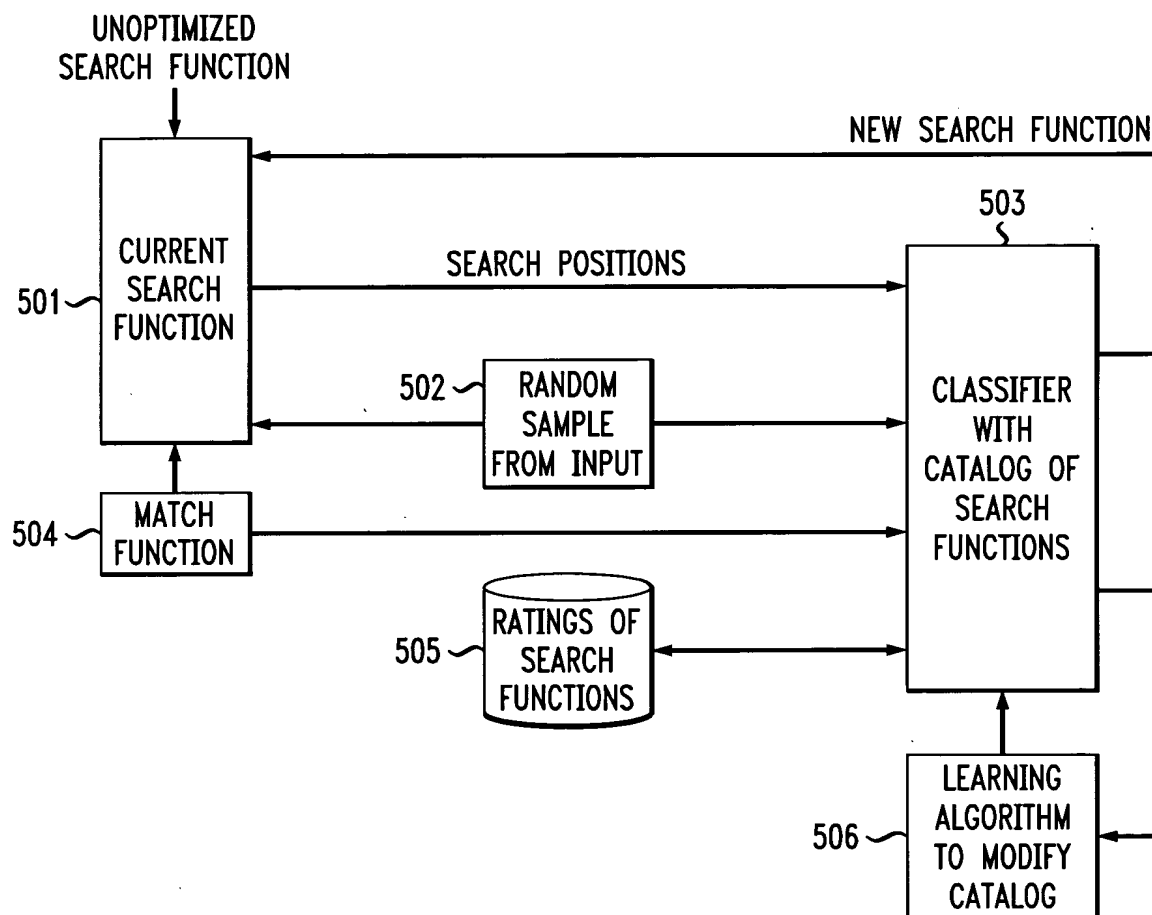 UNOPTIMIZED
SEARCH FUNCTION
NEW SEARCH FUNCTION
503
CURRENT
SEARCH
FUNCTION
501
SEARCH POSITIONS
502
RANDOM
SAMPLE
FROM INPUT
CLASSIFIER
WITH
CATALOG OF
SEARCH
FUNCTIONS
504
MATCH
FUNCTION
505
RATINGS OF
SEARCH
FUNCTIONS
506
LEARNING
ALGORITHM
TO MODIFY
CATALOG